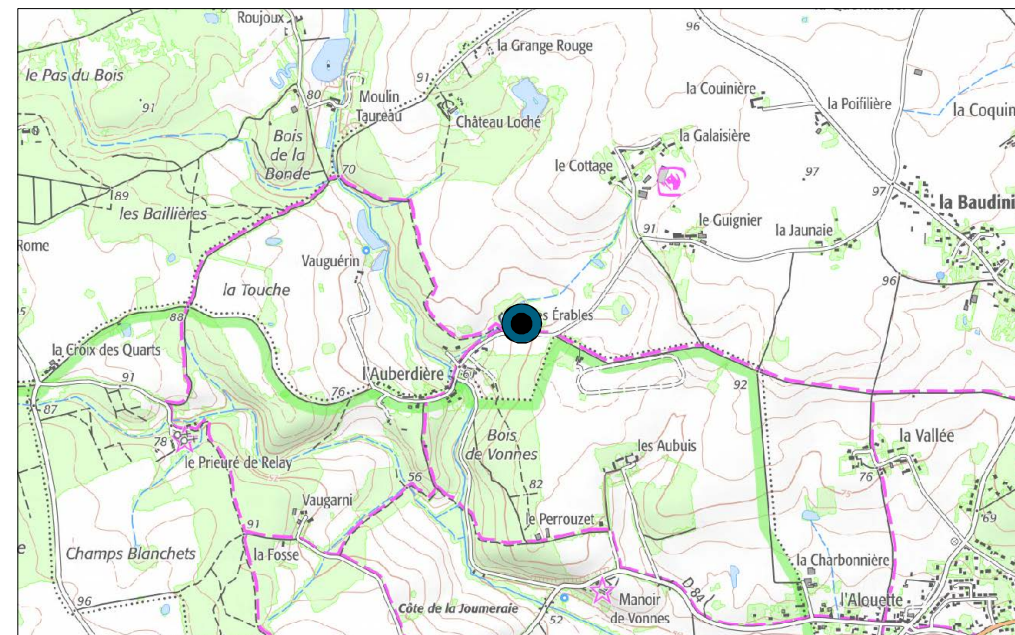 Roujoux
96
la Grange Rouge
le Pas du Bois
91
la Couinière
la Poifilière
80
Moulin
Taureau
91
Château Loché
la Coquin
Bois
de la
Bonde
la Galaisière
le Cottage
70
97
97
89
les Baillières
la Baudini
le Guignier
Rome
91
la Jaunaie
Vauguérin
la Touche
96
88
es Érables
la Croix des Quarts
91
l'Auberdière
76
92
87
Bois
de Vonnes
la Vallée
les Aubuis
78
le Prieuré de Relay
56
82
76
Vaugarni
91
le Perrouzet
69
Champs Blanchets
la Fosse
la Charbonnière
D 84
Manoir
de Vonnes
l'Alouette
96
Côte de la Joumeraie
52